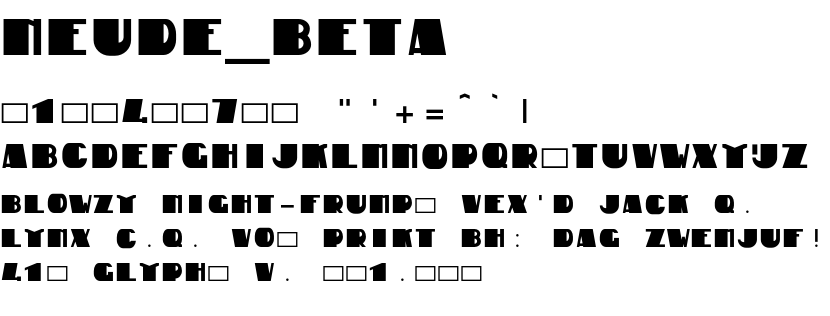 NEUDE_BETA
□1□□4□□7□□ " ' + = ^ ` |
ABCDEFGHIJKLMNOPQR□TUVWXYIJZ
BLOWZY NIGHT-FRUMP□ VEX'D JACK Q.
LYNX C.Q. VO□ PRIKT BH: DAG ZWEMJUF!
41□ GLYPH□ V. □□1.□□□